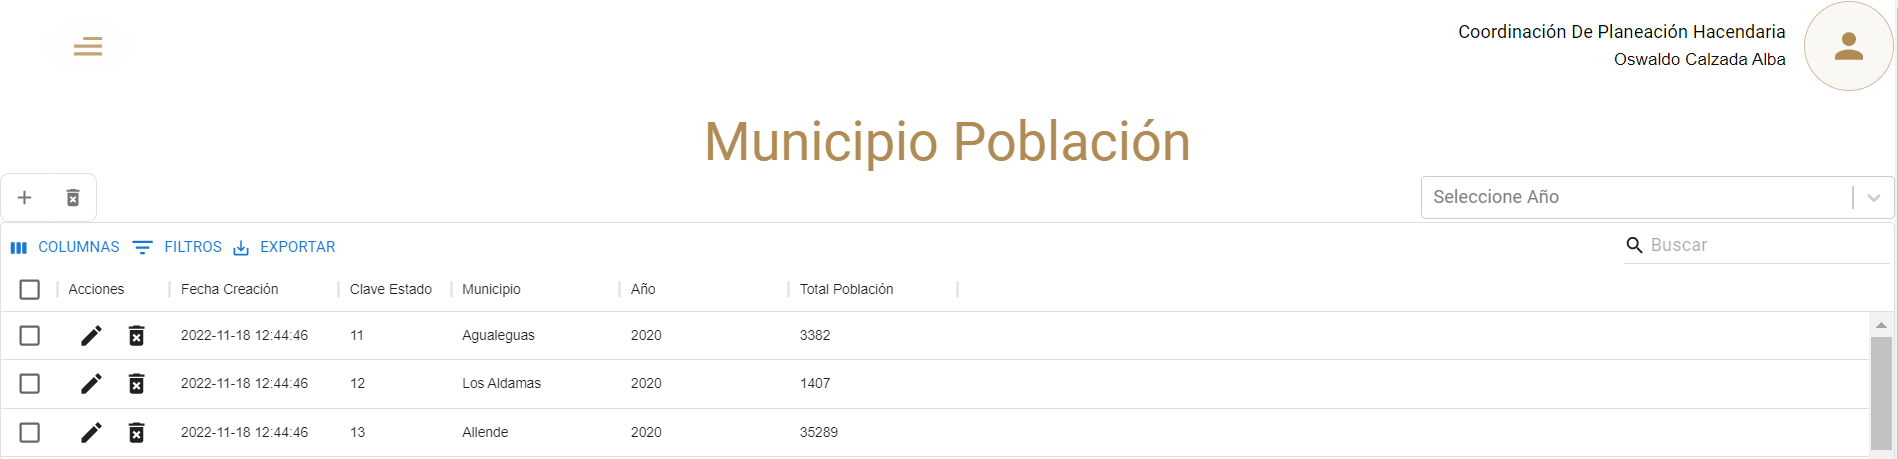 Coordinación De Planeación Hacendaria
Oswaldo Calzada Alba
Municipio Población
Seleccione Año
COLUMNAS FILTROS EXPORTAR Buscar
Acciones Fecha Creación Clave Estado Municipio Año Total Población
2022-11-18 12:44:46 11 Agualeguas 2020 3382
2022-11-18 12:44:46 12 Los Aldamas 2020 1407
2022-11-18 12:44:46 13 Allende 2020 35289